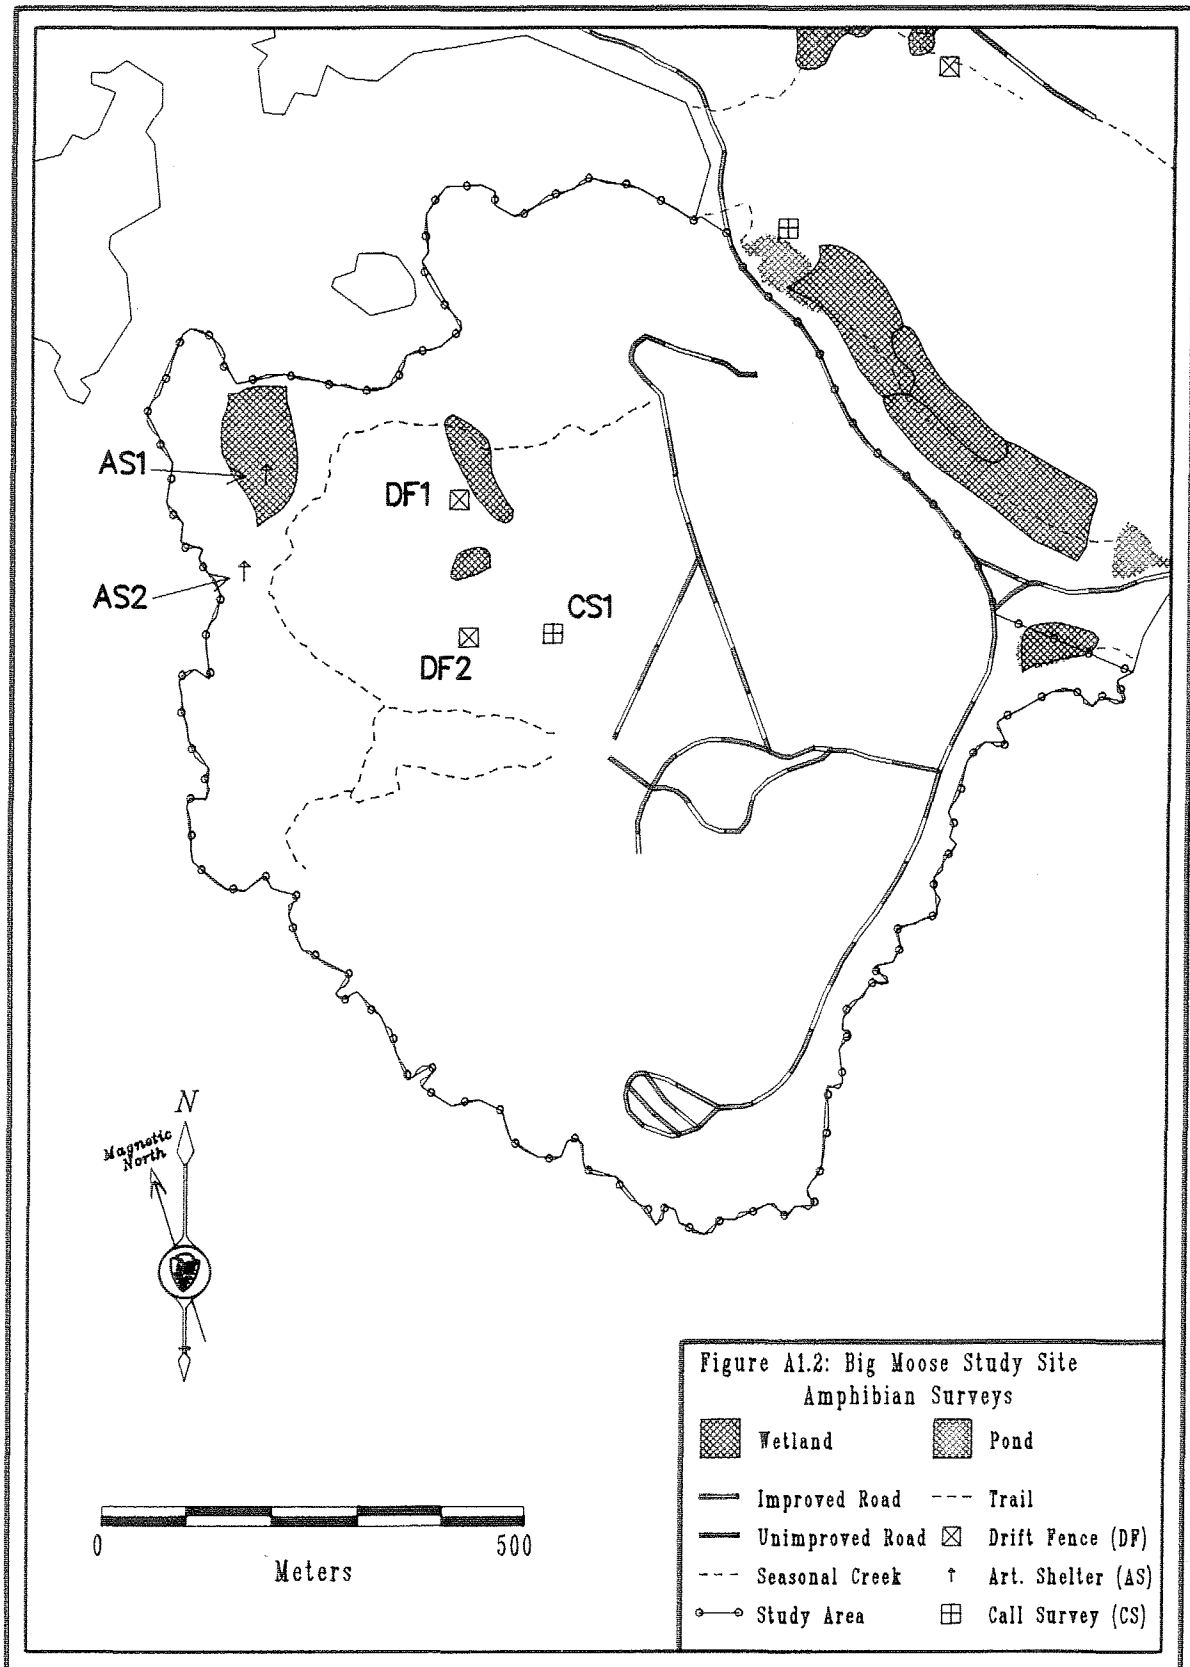 AS1
DF1
AS2
CS1
DF2
N
Magnetic
North
0 500
Meters
Figure A1.2: Big Moose Study Site
Amphibian Surveys
Wetland Pond
Improved Road Trail
Unimproved Road Drift Fence (DF)
Seasonal Creek Art. Shelter (AS)
Study Area Call Survey (CS)